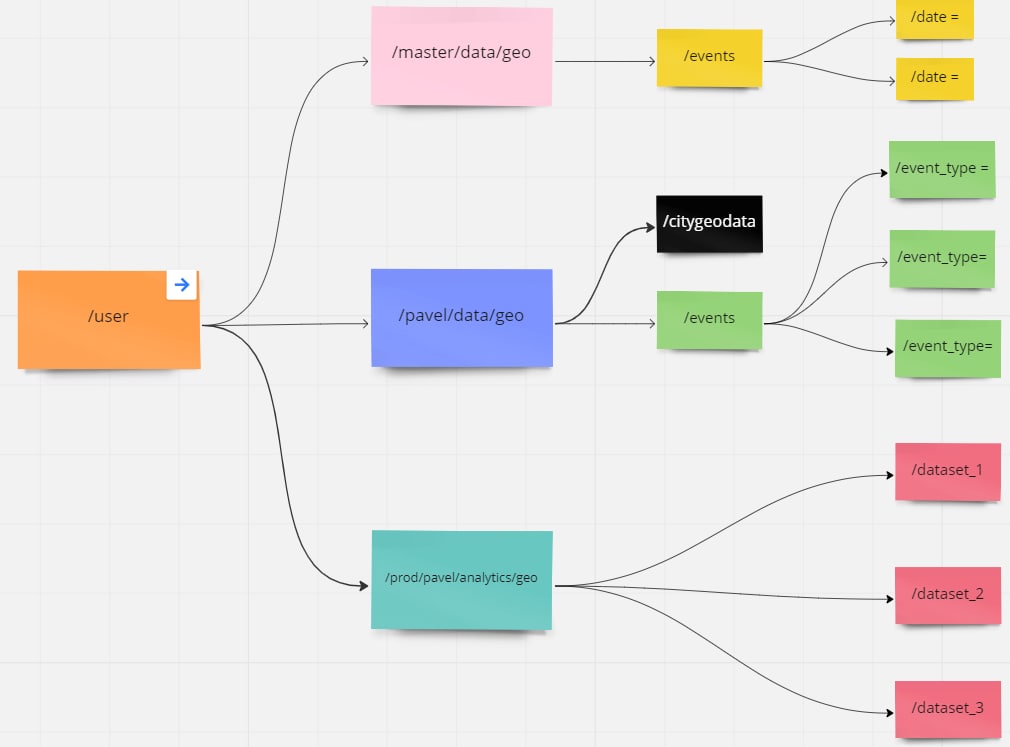 /date =
/master/data/geo
/events
/date =
/event_type =
/citygeodata
/event_type=
/user
/pavel/data/geo
/events
/event_type=
/dataset_1
/prod/pavel/analytics/geo
/dataset_2
/dataset_3